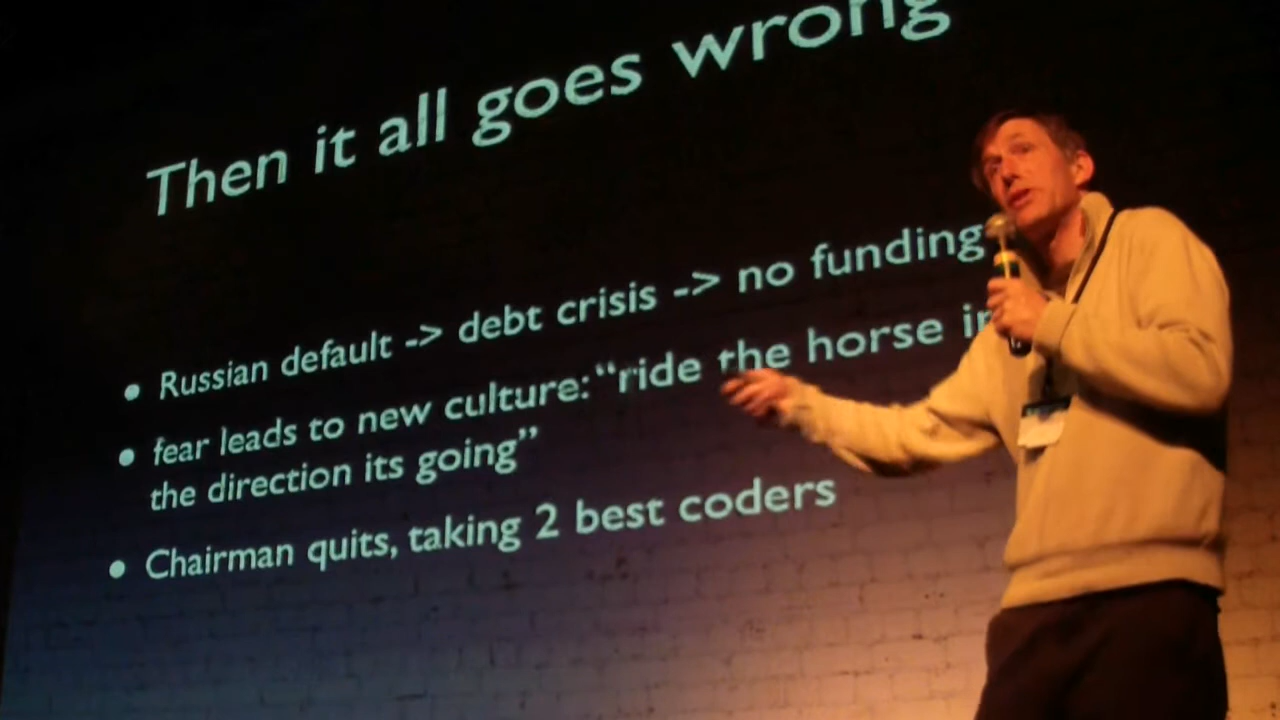 Then it all goes wrong
• Russian default -> debt crisis -> no funding
• fear leads to new culture: “ride the horse in
the direction its going”
• Chairman quits, taking 2 best coders